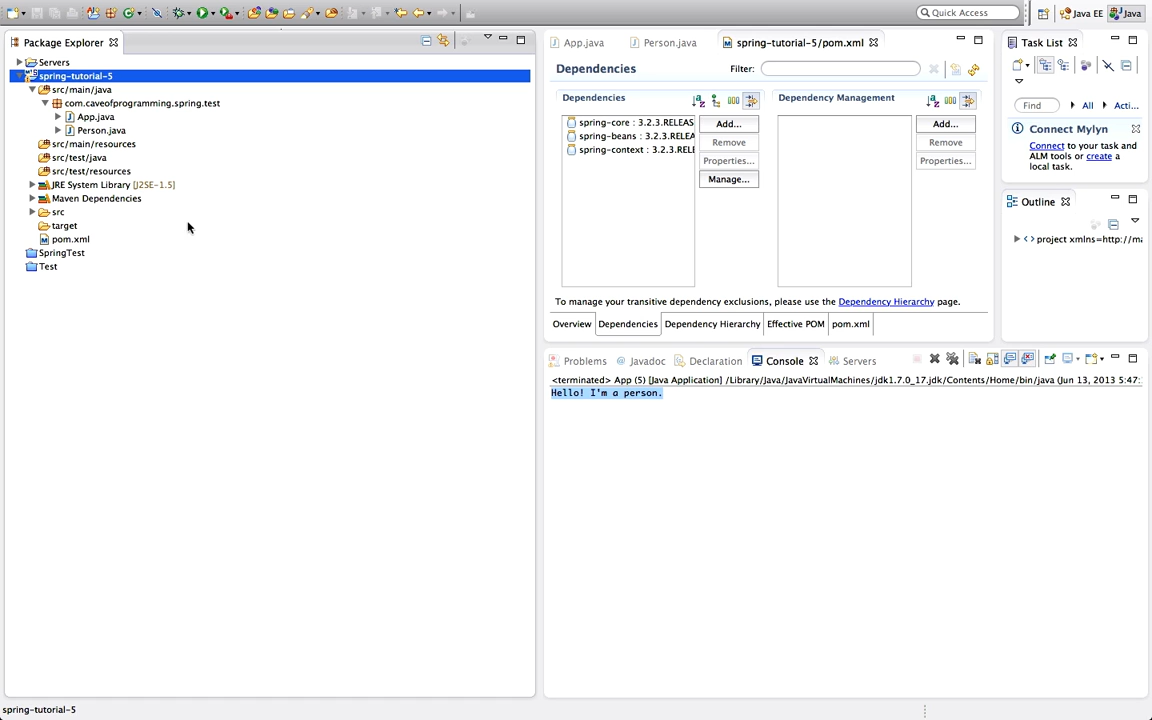 Quick Access
Java EE
Java
Package Explorer
Servers
spring-tutorial-5
src/main/java
com.caveofprogramming.spring.test
App.java
Person.java
src/main/resources
src/test/java
src/test/resources
JRE System Library [J2SE-1.5]
Maven Dependencies
src
target
pom.xml
SpringTest
Test
App.java
Person.java
spring-tutorial-5/pom.xml
Dependencies
Filter:
Dependencies
spring-core : 3.2.3.RELEAS
spring-beans : 3.2.3.RELEA
spring-context : 3.2.3.RELE
Add...
Remove
Properties...
Manage...
Dependency Management
Add...
Remove
Properties...
To manage your transitive dependency exclusions, please use the Dependency Hierarchy page.
Overview
Dependencies
Dependency Hierarchy
Effective POM
pom.xml
Task List
Find
All
Acti...
Connect Mylyn
Connect to your task and
ALM tools or create a
local task.
Outline
project xmlns=http://ma
Problems
Javadoc
Declaration
Console
Servers
<terminated> App (5) [Java Application] /Library/Java/JavaVirtualMachines/jdk1.7.0_17.jdk/Contents/Home/bin/java (Jun 13, 2013 5:47:
Hello! I'm a person.
spring-tutorial-5